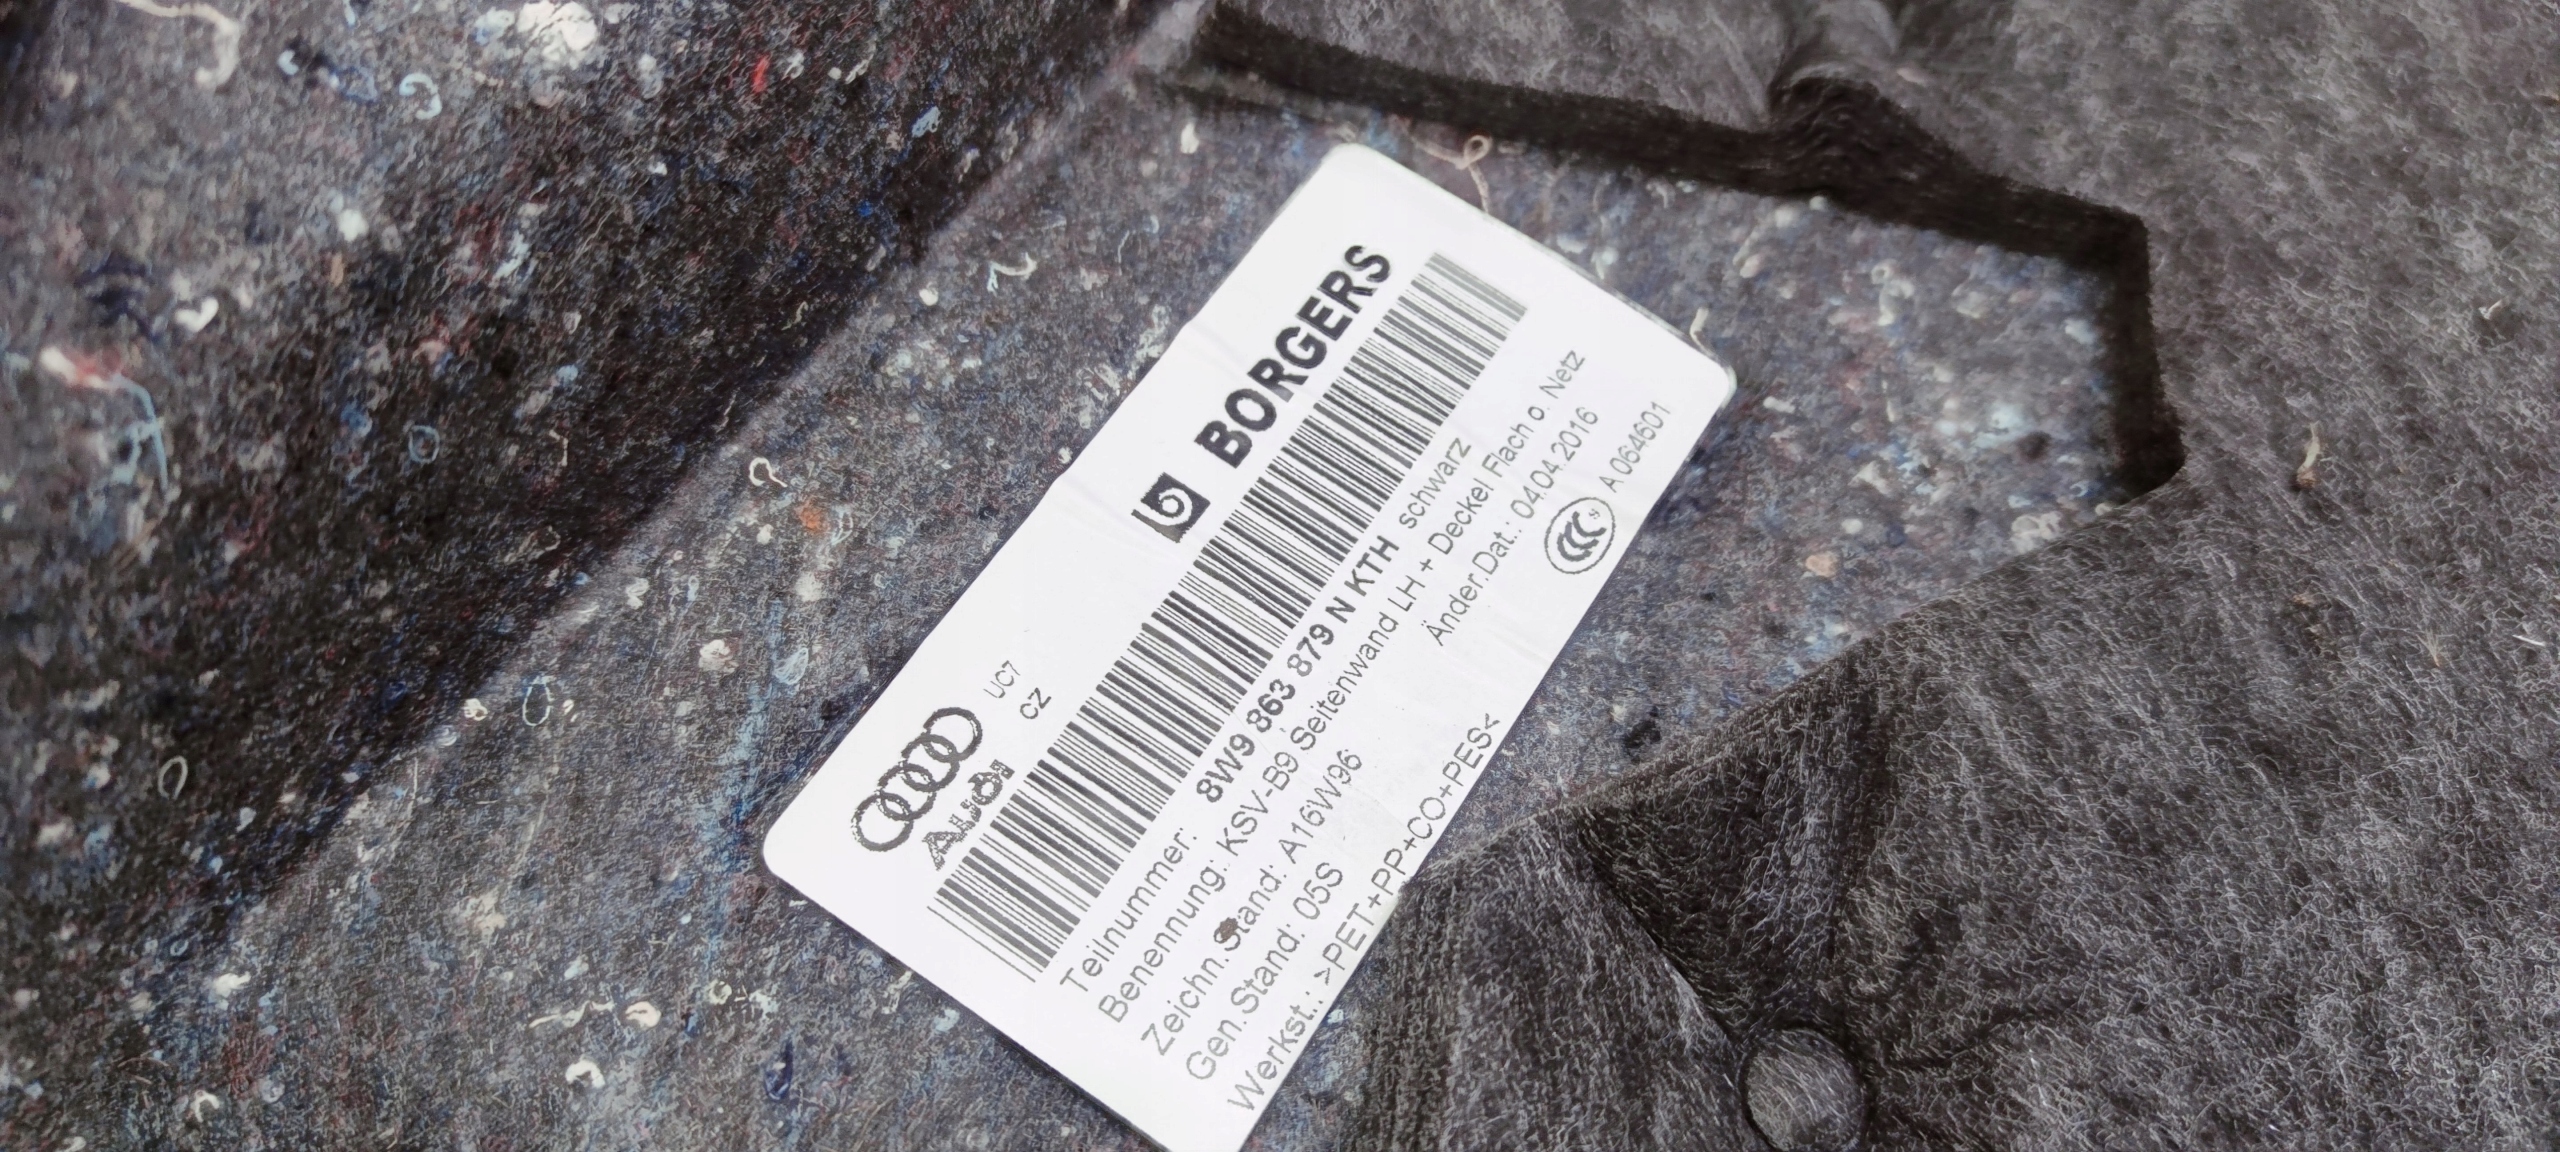 BORGERS
Audi
UC7
CZ
Teilnummer: 8W9 863 879 N KTH schwarz
Benennung: KSV-B9 Seitenwand LH + Deckel Flach o. Netz
Zeichn.Stand: A16W96 Änder.Dat.: 04.04.2016
Gen.Stand: 05S
CCC S A 064601
Werkst.: >PET+PP+CO+PES<